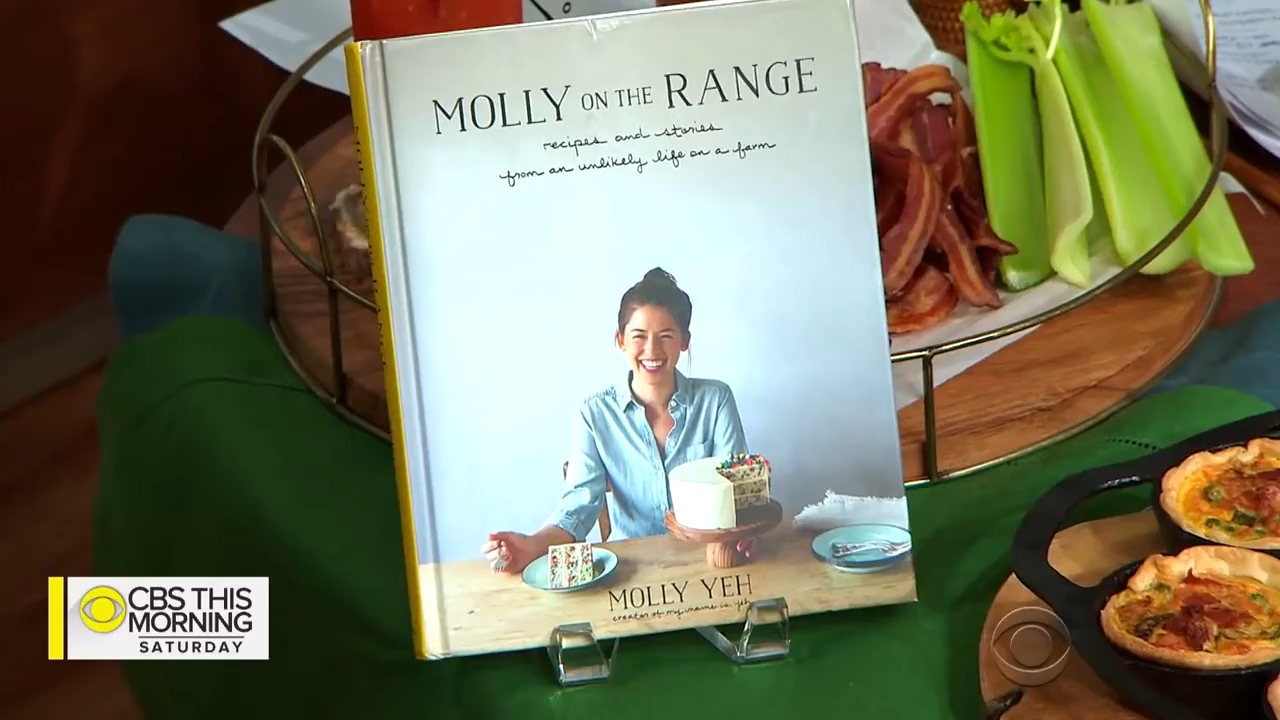 MOLLY ON THE RANGE
recipes and stories
from an unlikely life on a farm
MOLLY YEH
creator of my name is yeh
CBS THIS
MORNING
SATURDAY